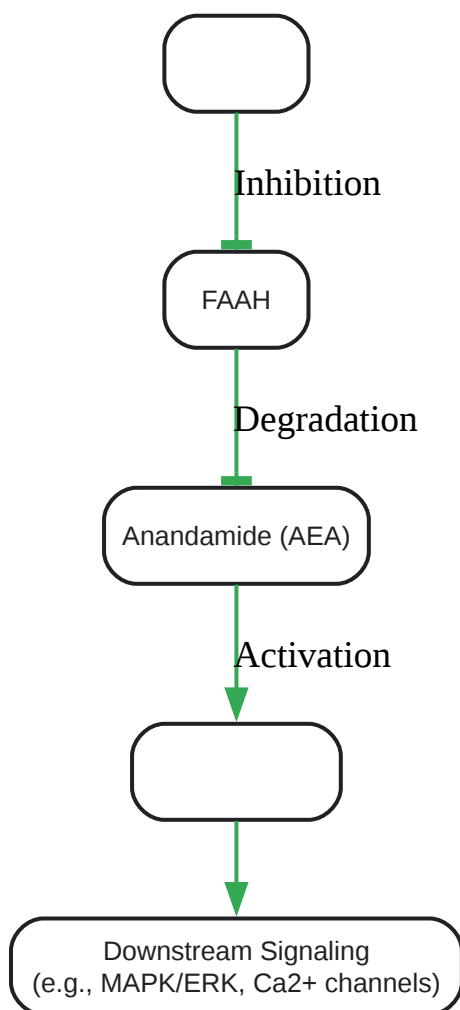 Inhibition
FAAH
Degradation
Anandamide (AEA)
Activation
Downstream Signaling
(e.g., MAPK/ERK, Ca2+ channels)